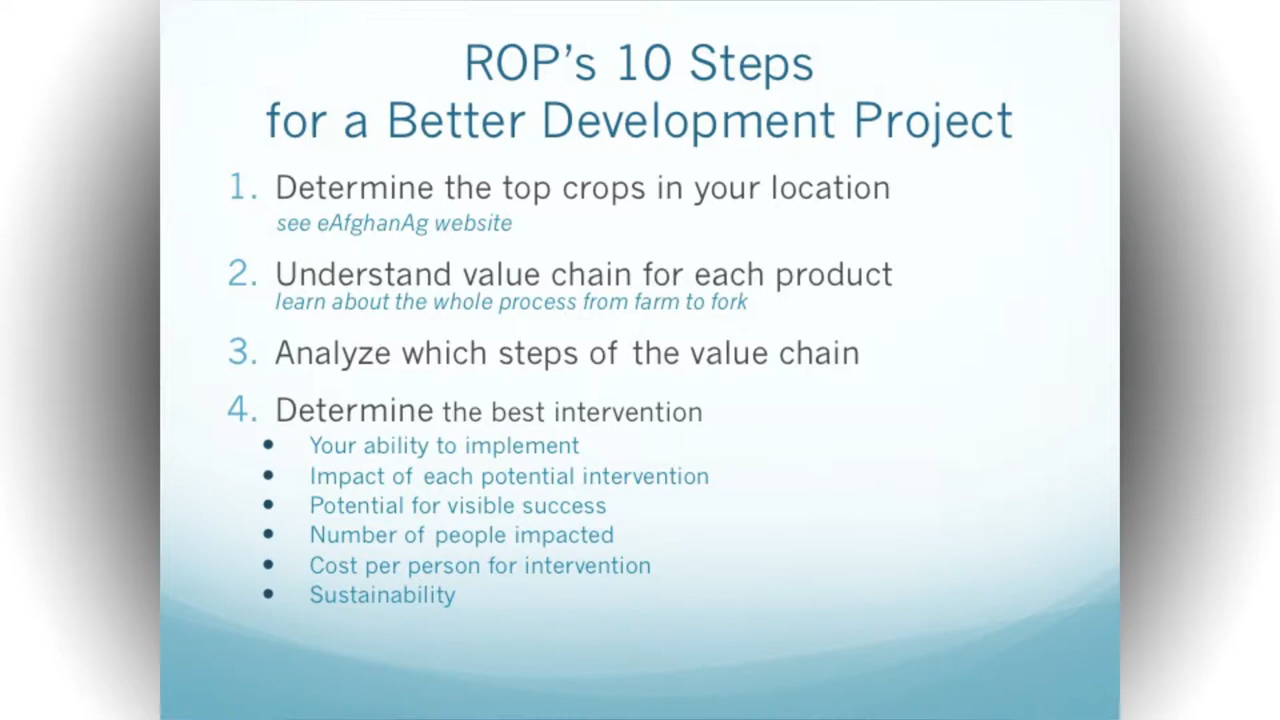 ROP’s 10 Steps
for a Better Development Project
1. Determine the top crops in your location
see eAfghanAg website
2. Understand value chain for each product
learn about the whole process from farm to fork
3. Analyze which steps of the value chain
4. Determine the best intervention
• Your ability to implement
• Impact of each potential intervention
• Potential for visible success
• Number of people impacted
• Cost per person for intervention
• Sustainability